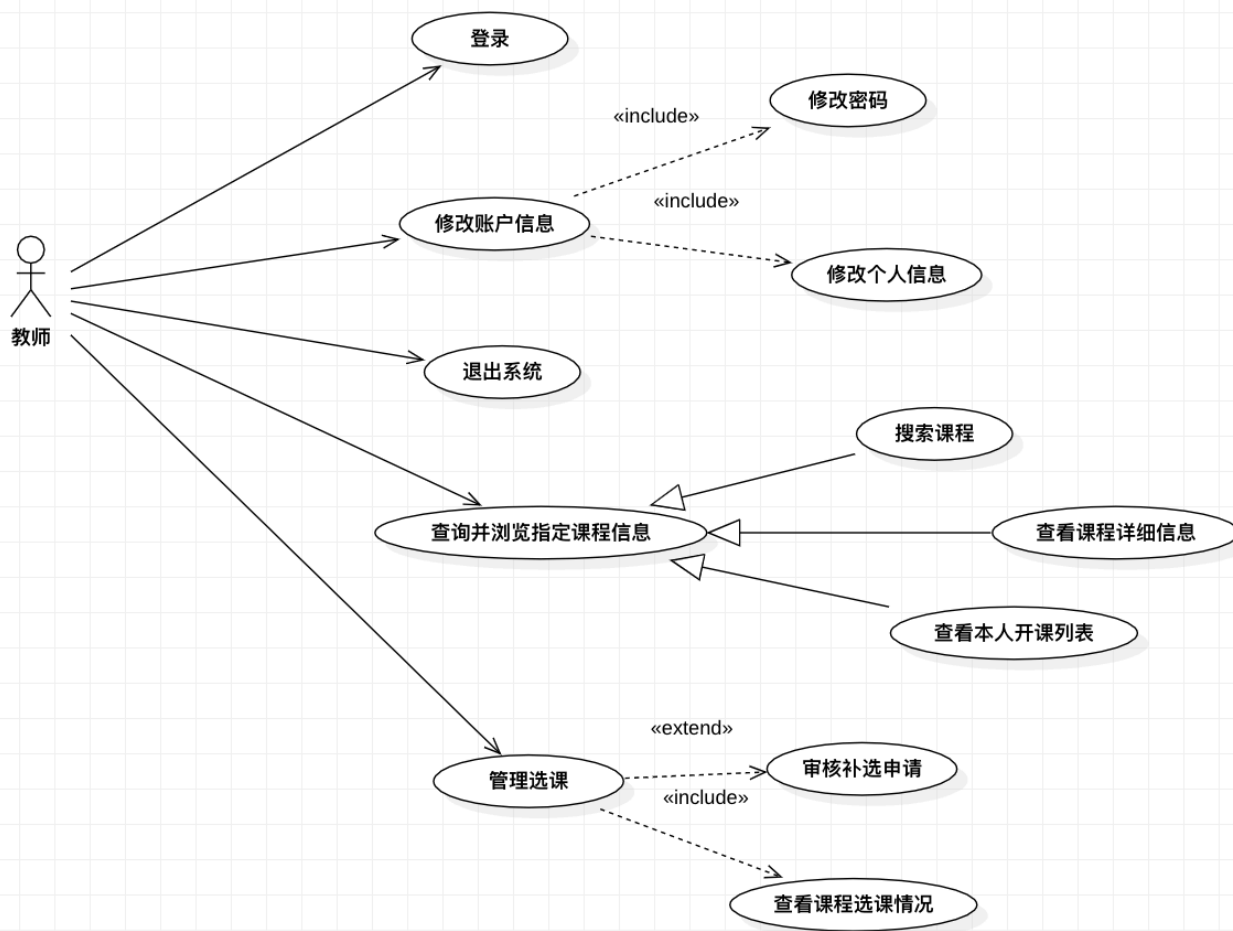 登录
修改密码
«include»
«include»
修改账户信息
修改个人信息
教师
退出系统
搜索课程
查询并浏览指定课程信息
查看课程详细信息
查看本人开课列表
«extend»
管理选课
审核补选申请
«include»
查看课程选课情况